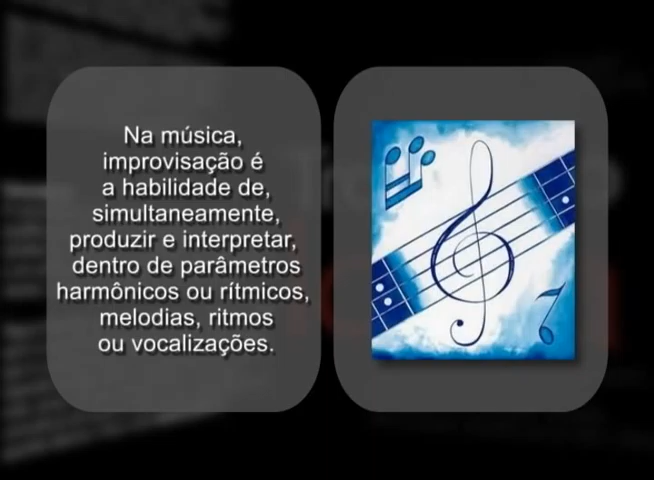 Na música,
improvisação é
a habilidade de,
simultaneamente,
produzir e interpretar,
dentro de parâmetros
harmônicos ou rítmicos,
melodias, ritmos
ou vocalizações.